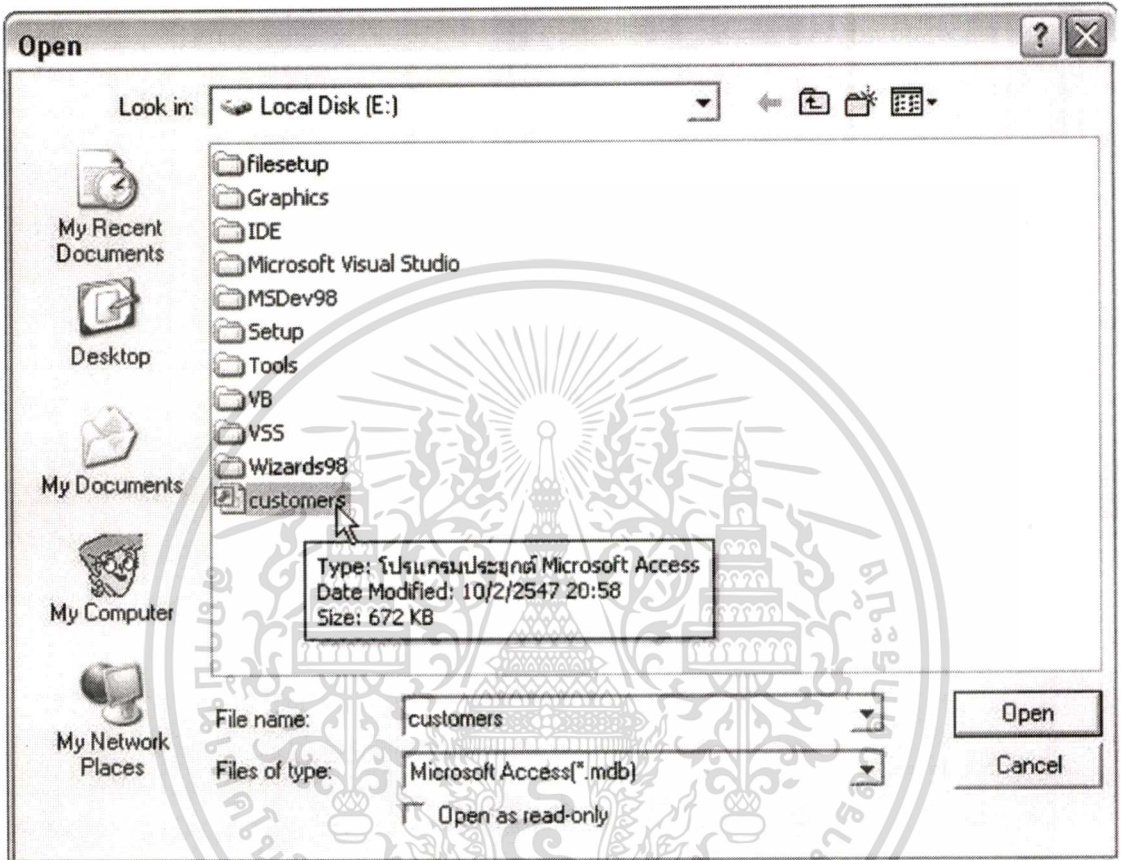 Open
Look in: Local Disk (E:)
My Recent Documents
Desktop
My Documents
My Computer
My Network Places
filesetup
Graphics
IDE
Microsoft Visual Studio
MSDev98
Setup
Tools
VB
VSS
Wizards98
customers
Type: โปรแกรมประยุกต์ Microsoft Access
Date Modified: 10/2/2547 20:58
Size: 672 KB
File name: customers
Open
Files of type: Microsoft Access(*.mdb)
Cancel
Open as read-only